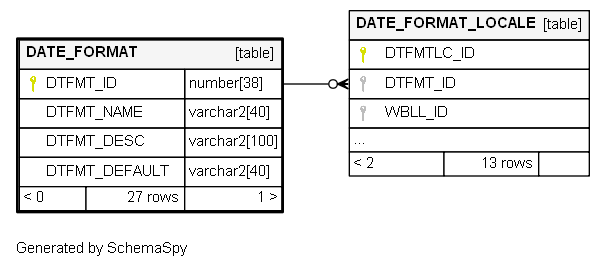 DATE_FORMAT [table]
DTFMT_ID number[38]
DTFMT_NAME varchar2[40]
DTFMT_DESC varchar2[100]
DTFMT_DEFAULT varchar2[40]
< 0 27 rows 1 >
DATE_FORMAT_LOCALE [table]
DTFMTLC_ID
DTFMT_ID
WBLL_ID
...
< 2 13 rows
Generated by SchemaSpy